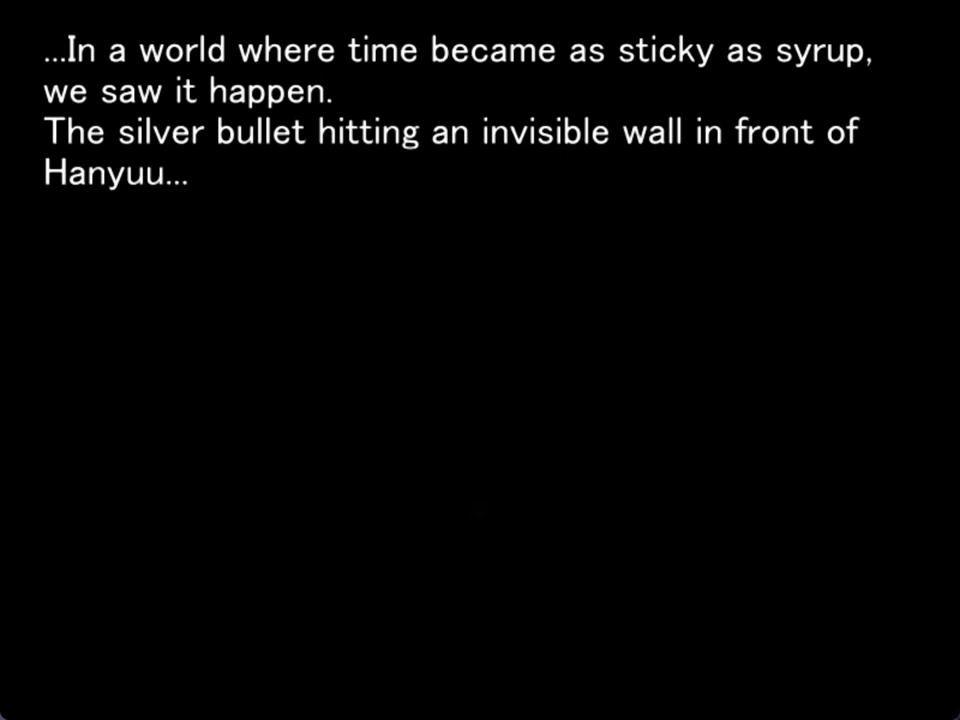 ...In a world where time became as sticky as syrup,
we saw it happen.
The silver bullet hitting an invisible wall in front of
Hanyuu...